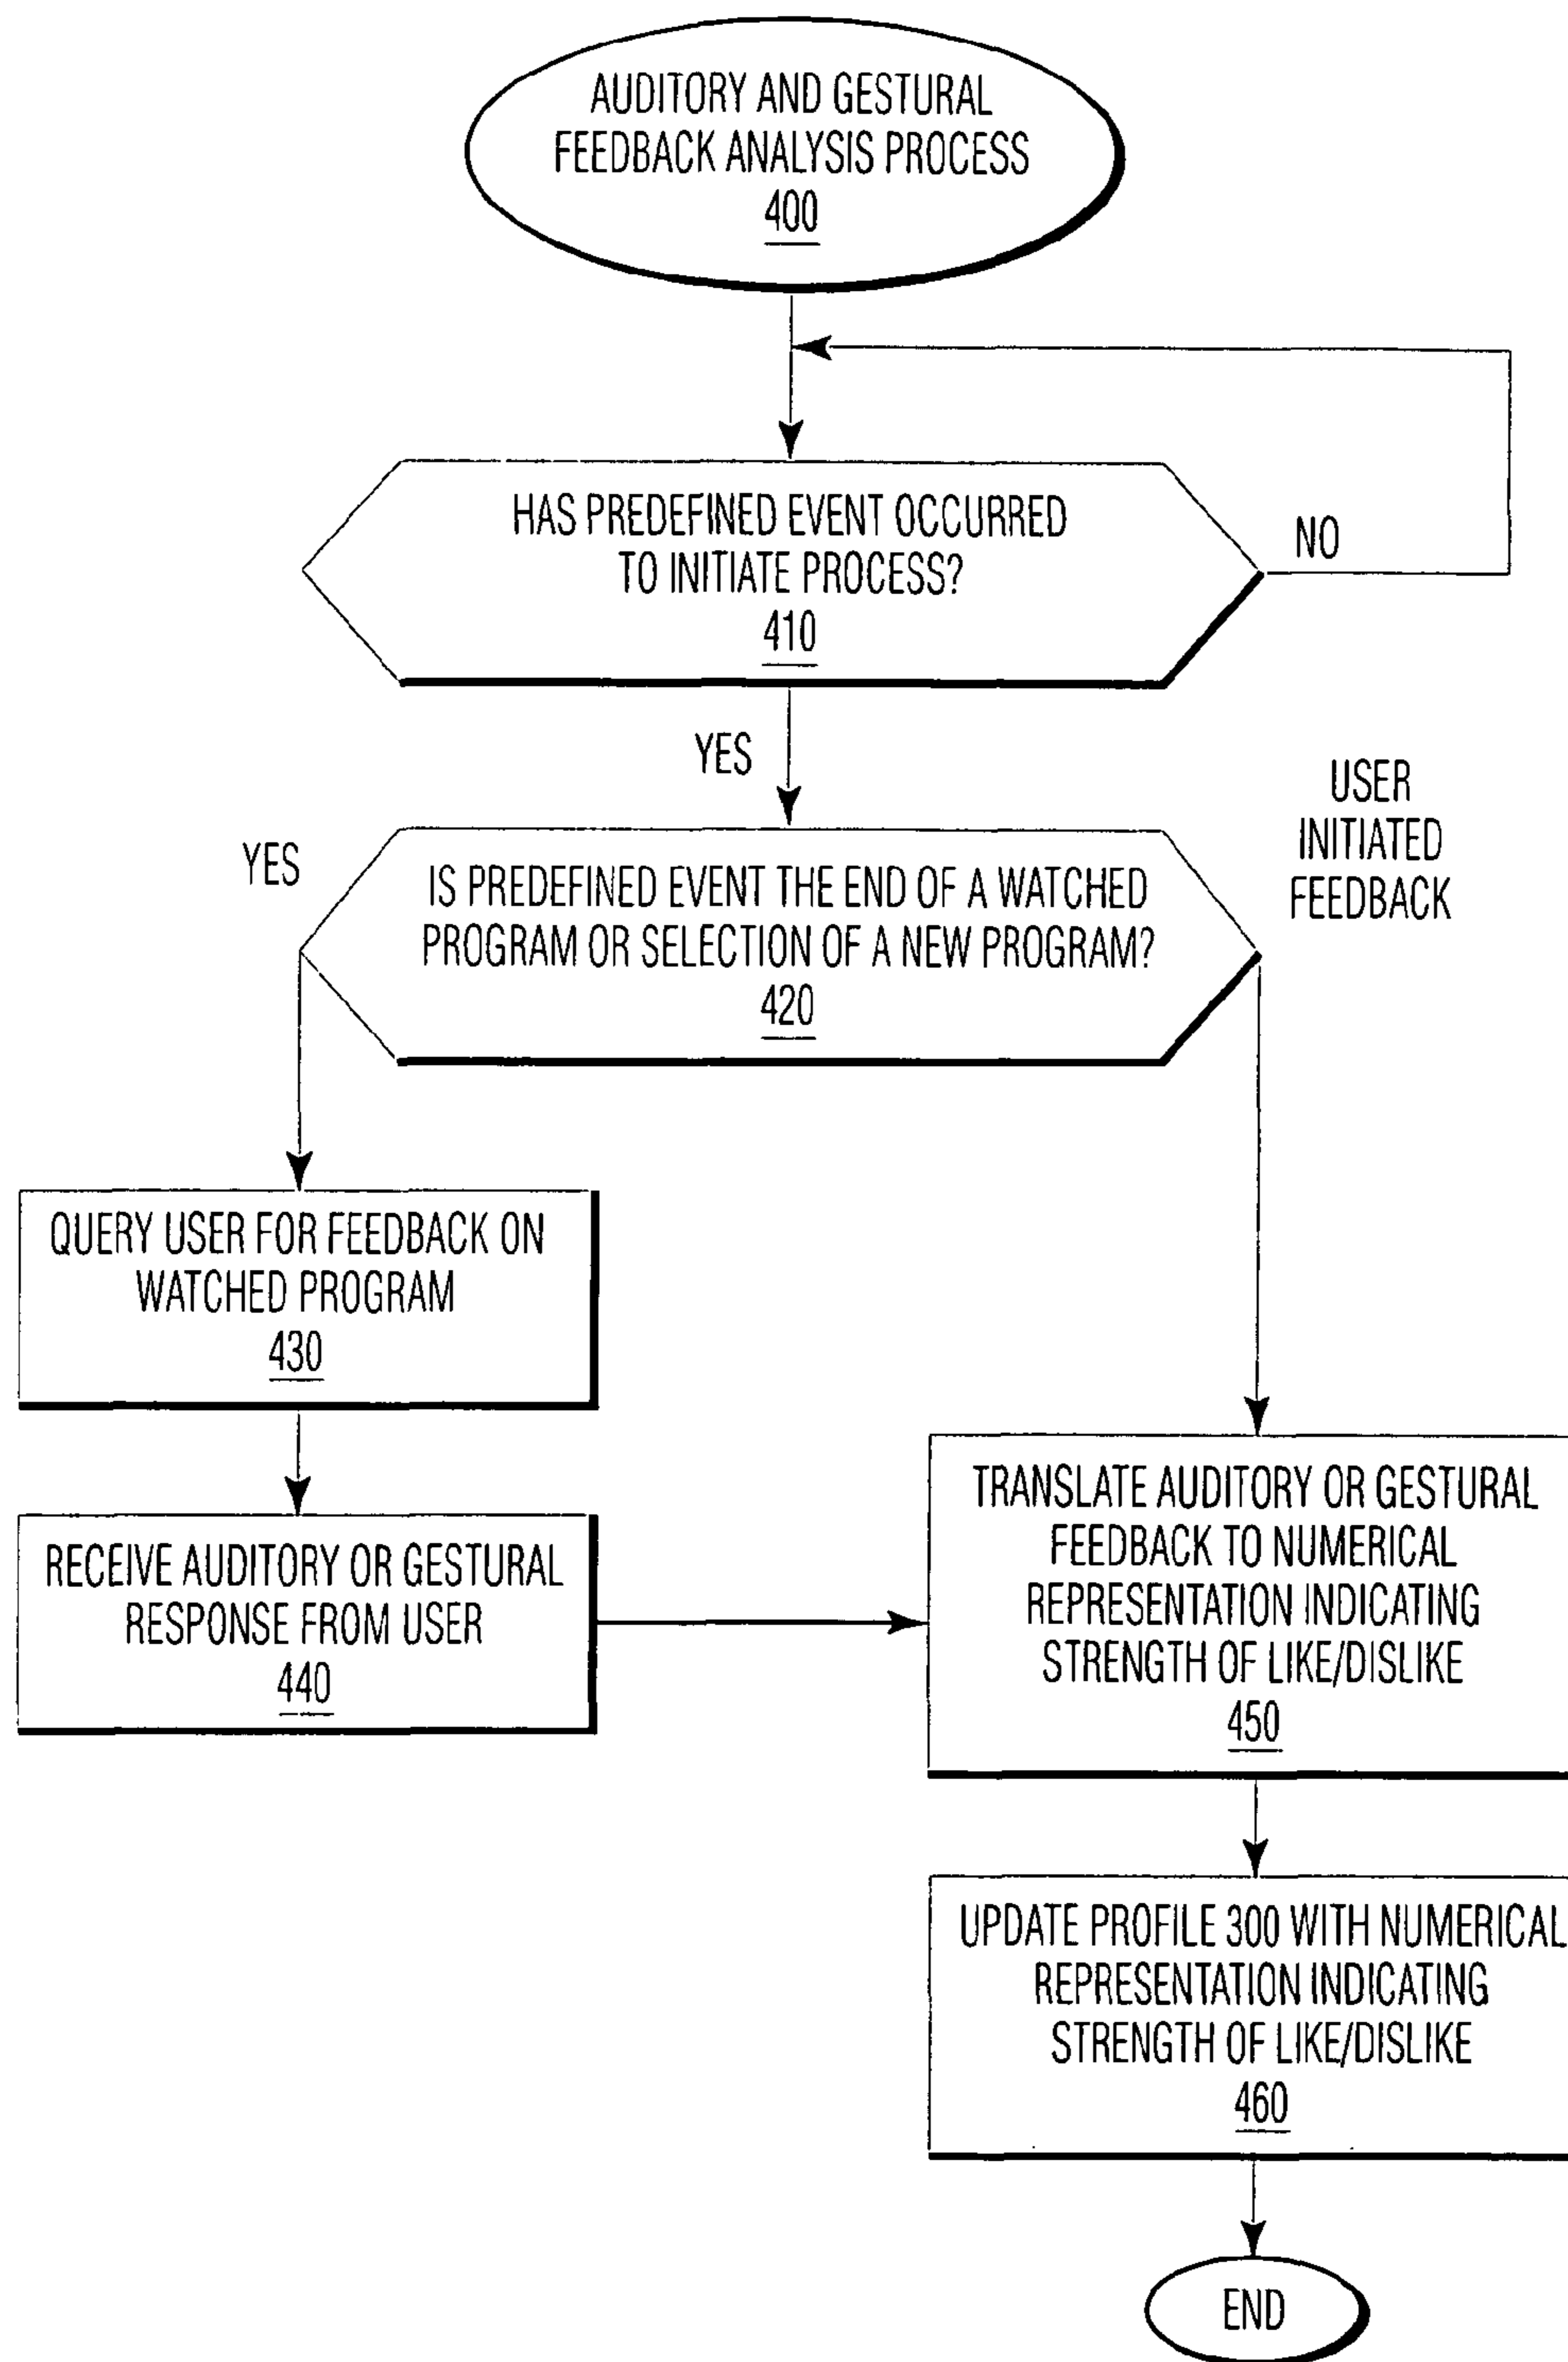 AUDITORY AND GESTURAL
FEEDBACK ANALYSIS PROCESS
400
HAS PREDEFINED EVENT OCCURRED
TO INITIATE PROCESS?
410
NO
YES
USER
INITIATED
FEEDBACK
YES
IS PREDEFINED EVENT THE END OF A WATCHED
PROGRAM OR SELECTION OF A NEW PROGRAM?
420
QUERY USER FOR FEEDBACK ON
WATCHED PROGRAM
430
RECEIVE AUDITORY OR GESTURAL
RESPONSE FROM USER
440
TRANSLATE AUDITORY OR GESTURAL
FEEDBACK TO NUMERICAL
REPRESENTATION INDICATING
STRENGTH OF LIKE/DISLIKE
450
UPDATE PROFILE 300 WITH NUMERICAL
REPRESENTATION INDICATING
STRENGTH OF LIKE/DISLIKE
460
END